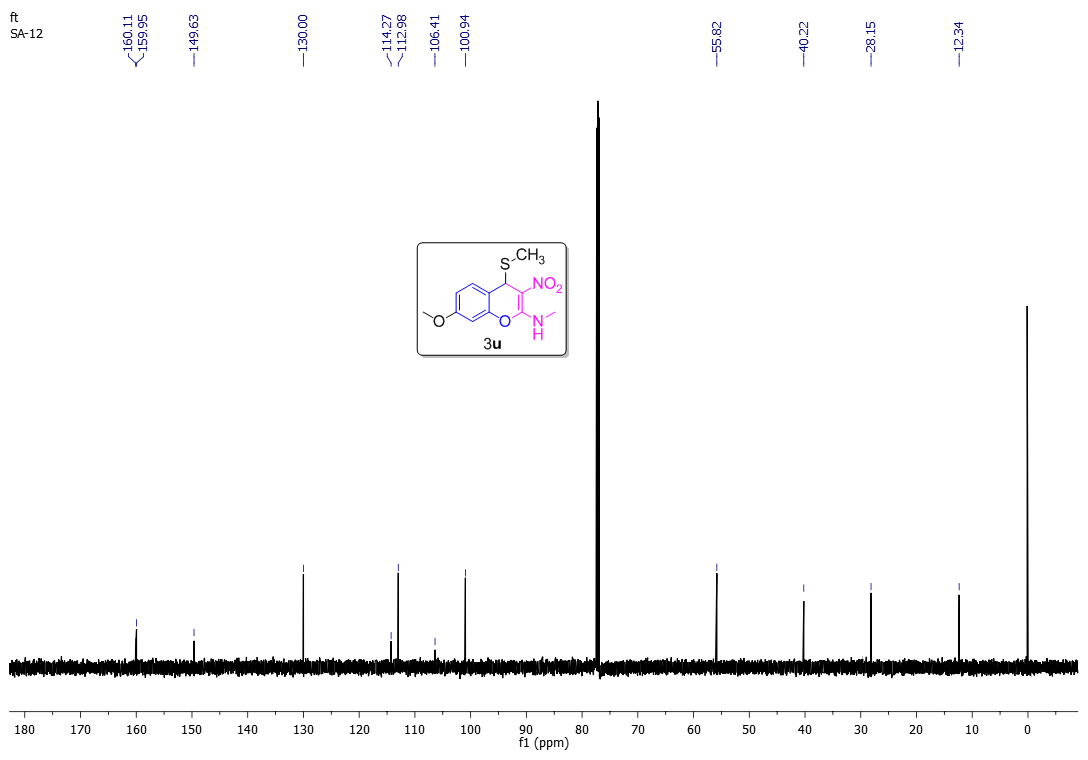 ft
SA-12
160.11
159.95
149.63
130.00
114.27
112.98
106.41
100.94
55.82
40.22
28.15
12.34
S
CH3
NO2
O
O
N
H
3u
180 170 160 150 140 130 120 110 100 90 80 70 60 50 40 30 20 10 0
f1 (ppm)